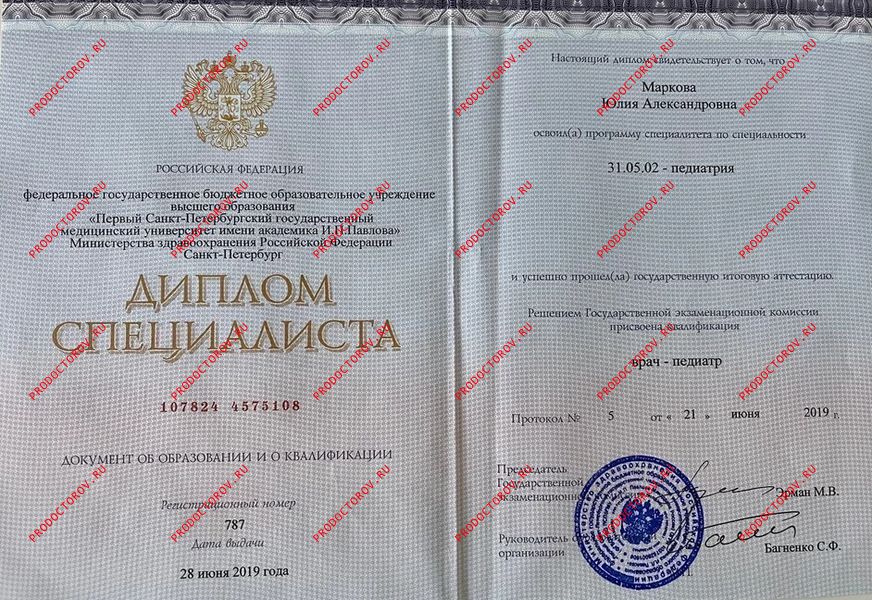 РОССИЙСКАЯ ФЕДЕРАЦИЯ
федеральное государственное бюджетное образовательное учреждение
высшего образования
«Первый Санкт-Петербургский государственный
медицинский университет имени академика И.П.Павлова»
Министерства здравоохранения Российской Федерации
Санкт-Петербург
ДИПЛОМ
СПЕЦИАЛИСТА
107824 4575108
ДОКУМЕНТ ОБ ОБРАЗОВАНИИ И О КВАЛИФИКАЦИИ
Регистрационный номер
787
Дата выдачи
28 июня 2019 года
Настоящий диплом свидетельствует о том, что
Маркова
Юлия Александровна
освоил(а) программу специалитета по специальности
31.05.02 - педиатрия
и успешно прошел(ла) государственную итоговую аттестацию.
Решением Государственной экзаменационной комиссии
присвоена квалификация
врач - педиатр
Протокол № 5 от « 21 » июня 2019 г.
Председатель
Государственной
экзаменационной
Эрман М.В.
Руководитель
организации
Багненко С.Ф.
PRODOCTOROV.RU